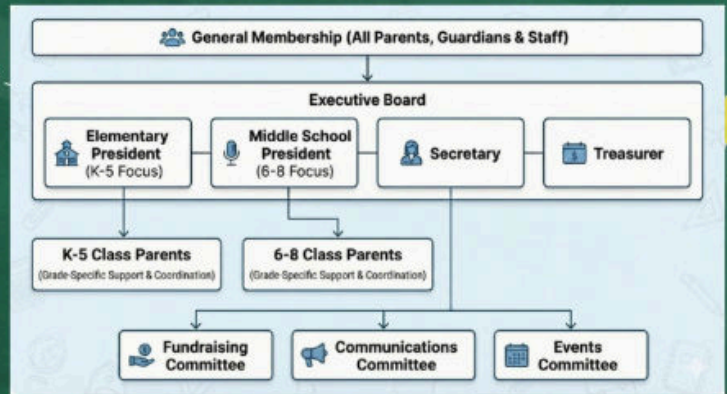 General Membership (All Parents, Guardians & Staff)
Executive Board
Elementary
President
(K-5 Focus)
Middle School
President
(6-8 Focus)
Secretary
Treasurer
K-5 Class Parents
(Grade-Specific Support & Coordination)
6-8 Class Parents
(Grade-Specific Support & Coordination)
Fundraising
Committee
Communications
Committee
Events
Committee